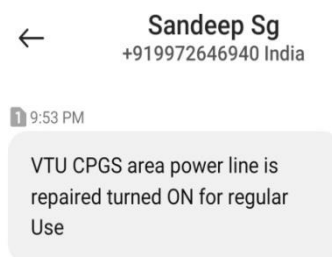 Sandeep Sg
+919972646940 India
1 9:53 PM
VTU CPGS area power line is
repaired turned ON for regular
Use